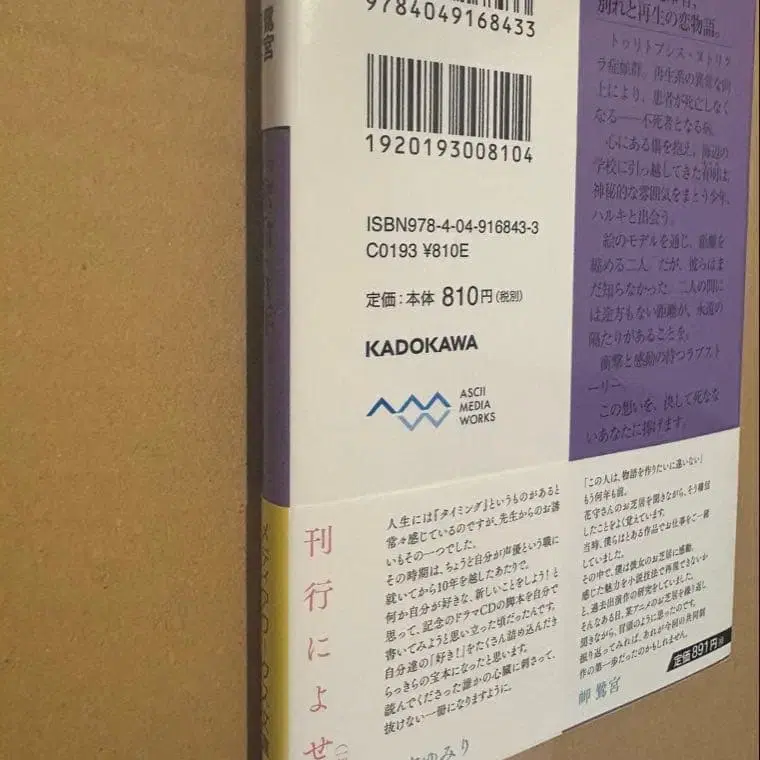 9784049168433
1920193008104
ISBN978-4-04-916843-3
C0193 ¥810E
定価：本体 810円（税別）
KADOKAWA
ASCII
MEDIA
WORKS
別れと再生の恋物語。
トゥリトプシス・ヌトリク
ラ症候群。再生系の異常な向
上により、患者が死亡しなく
なる――不死者となる病。
心にある傷を抱え、海辺の
学校に引っ越してきた
神秘的な雰囲気をまとう少年、
ハルキと出会う。
絵のモデルを通じ、距離を
縮める二人。だが、彼らはま
だ知らなかった。二人の間に
は途方もない距離が、永遠の
隔たりがあることを。
衝撃と感動の待つラブスト
ーリー。
この想いを、決して死なな
いあなたに捧げます。
鷺宮
刊行によせ
人生には『タイミング』というものがあると
常々感じているのですが、先生からのお誘
いもその一つでした。
その時期は、ちょうど自分が声優という職に
就いてから10年を越したあたりで。
何か自分が好きな、新しいことをしよう！と
思って、記念のドラマCDの脚本を自分で
書いてみようと思い立った頃だったんです。
自分達の「好き！」をたくさん詰め込んだき
らっきらの宝本になったと思います。
読んでくださった誰かの心臓に刺さって、
抜けない一冊になりますように。
ゆみり
「この人は、物語を作りたいに違いない」
もう何年も前。
花守さんのお芝居を聞きながら、そう確信
したことをよく覚えています。
当時、僕らはとある作品でお仕事をご一緒
していました。
その中で、僕は彼女のお芝居に感動。
感じた魅力を小説技法で再現できないか
と、過去出演作の研究をしていました。
そんなある日、某アニメのお芝居を繰り返し
聞きながら、冒頭のように思ったのです。
振り返ってみれば、あれが今回の共同制
作の第一歩だったのかもしれません。
岬 鷺宮
定価891円